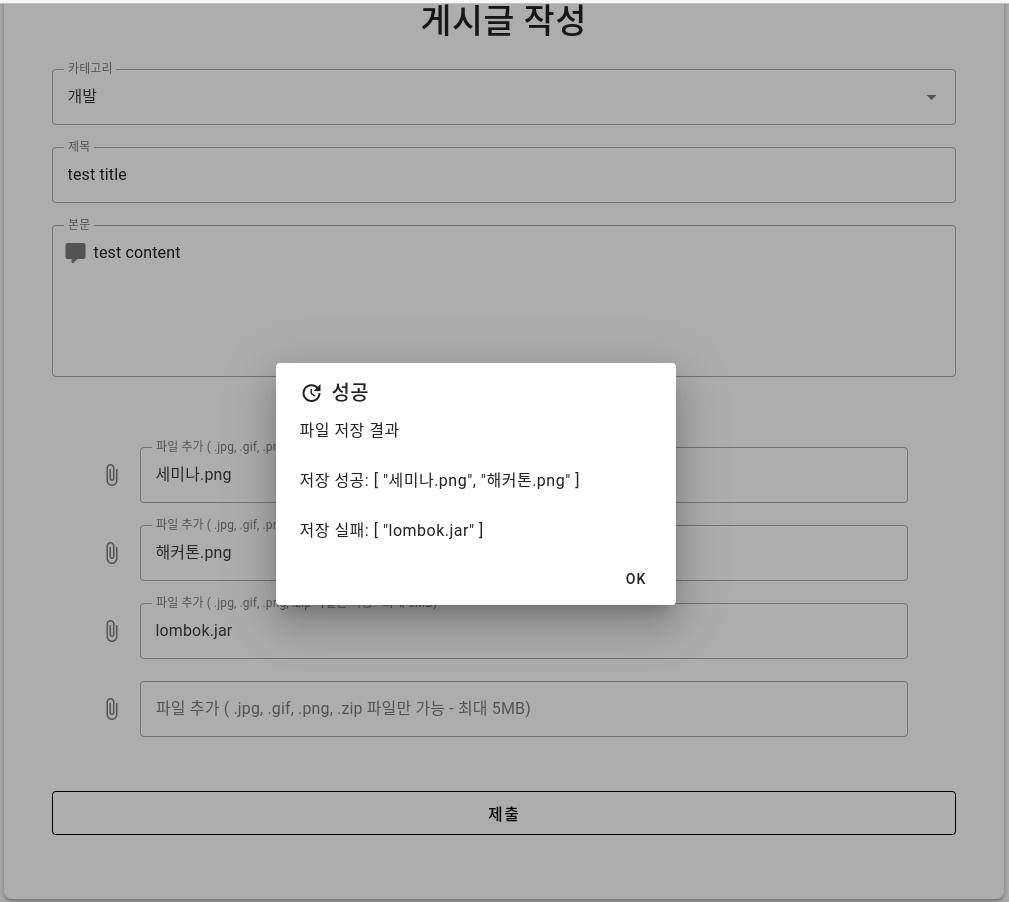 게시글 작성
카테고리
개발
제목
test title
본문
test content
성공
파일 저장 결과
저장 성공: [ "세미나.png", "해커톤.png" ]
저장 실패: [ "lombok.jar" ]
OK
파일 추가 ( .jpg, .gif, .pn
세미나.png
파일 추가 ( .jpg, .gif, .pn
해커톤.png
파일 추가 ( .jpg, .gif, .png, .zip
lombok.jar
파일 추가 ( .jpg, .gif, .png, .zip 파일만 가능 - 최대 5MB)
제출